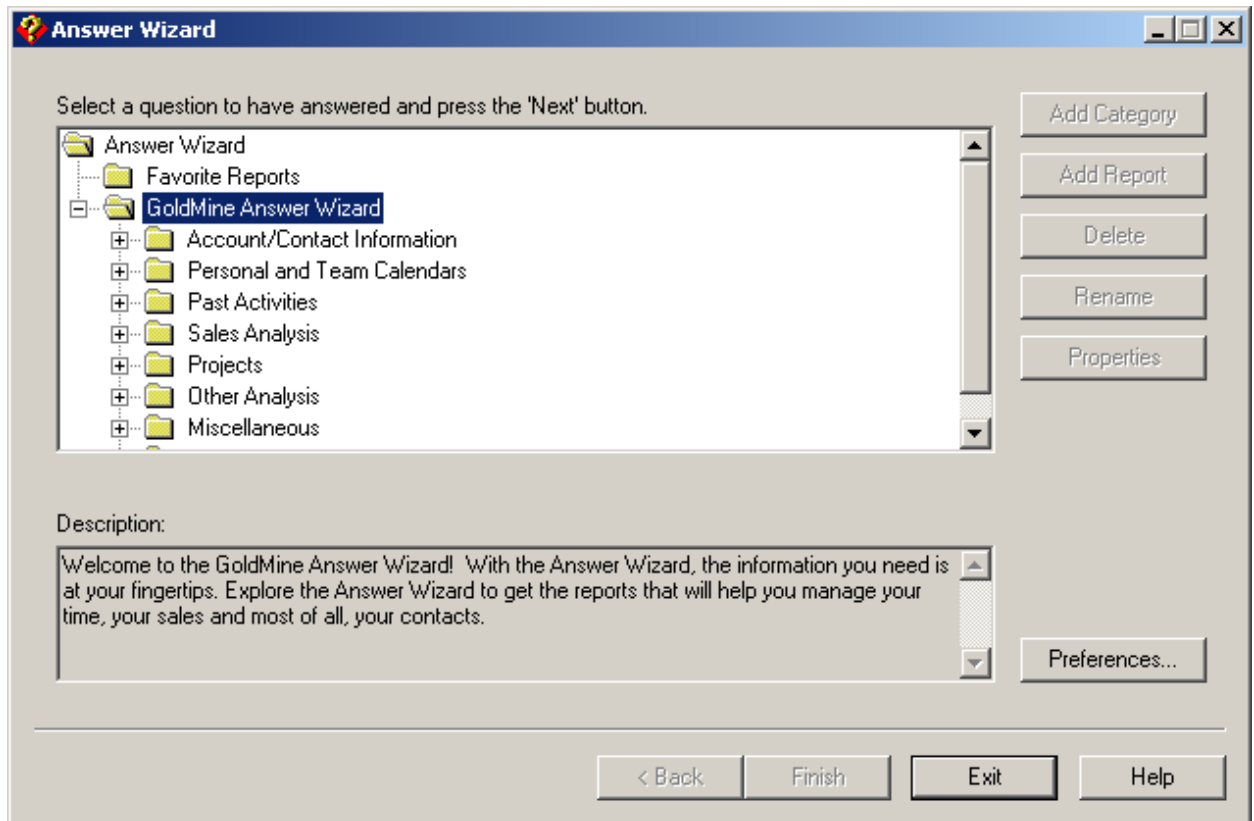 Answer Wizard
Select a question to have answered and press the 'Next' button.
Answer Wizard
Favorite Reports
GoldMine Answer Wizard
Account/Contact Information
Personal and Team Calendars
Past Activities
Sales Analysis
Projects
Other Analysis
Miscellaneous
Add Category
Add Report
Delete
Rename
Properties
Description:
Welcome to the GoldMine Answer Wizard!  With the Answer Wizard, the information you need is
at your fingertips. Explore the Answer Wizard to get the reports that will help you manage your
time, your sales and most of all, your contacts.
Preferences...
< Back
Finish
Exit
Help